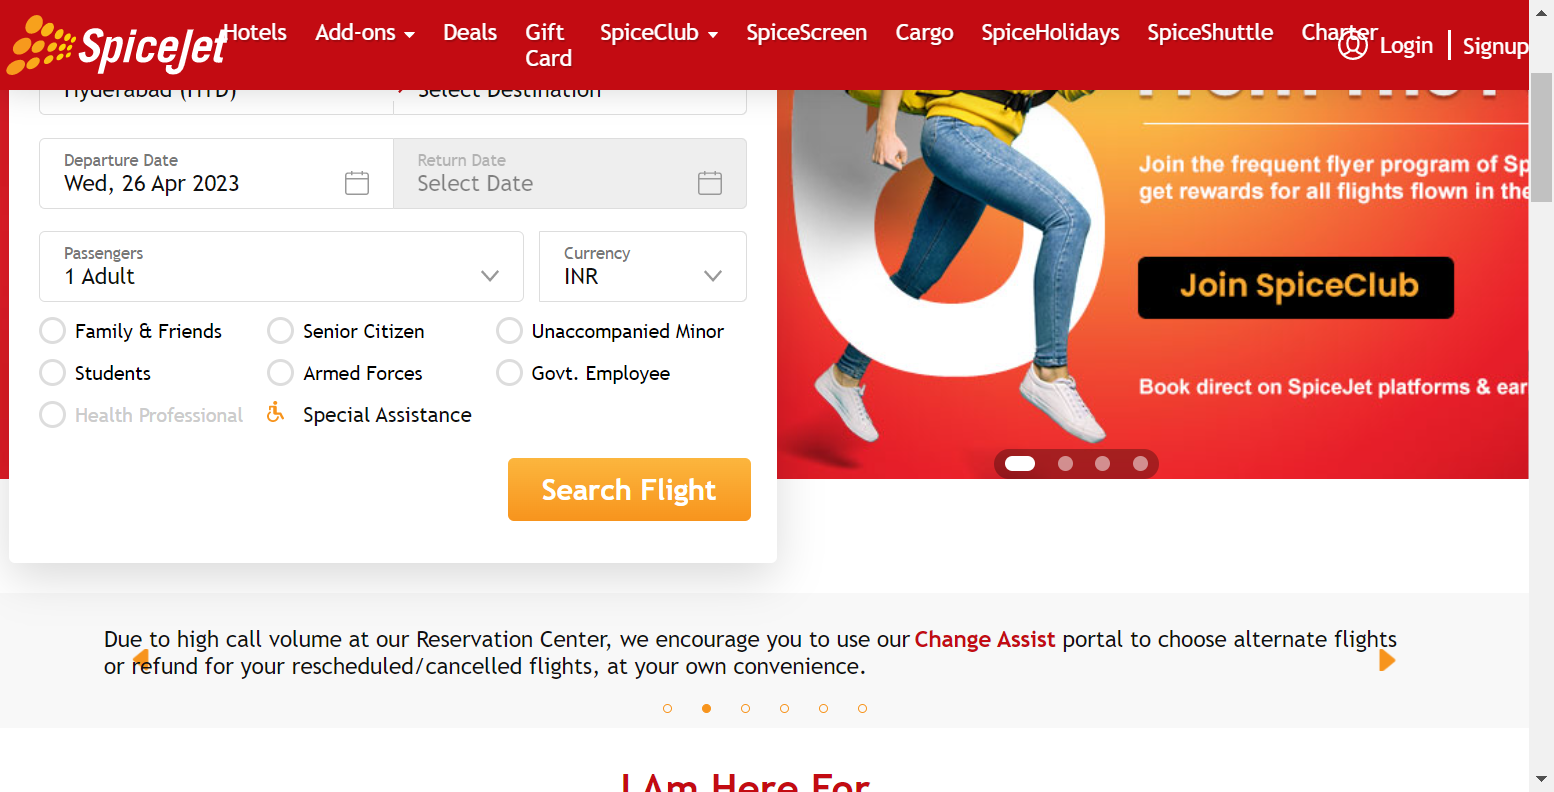 SpiceJet
Hotels
Add-ons
Deals
Gift Card
SpiceClub
SpiceScreen
Cargo
SpiceHolidays
SpiceShuttle
Charter
Login
Signup
Hyderabad (HYD)
Select Destination
Departure Date
Wed, 26 Apr 2023
Return Date
Select Date
Passengers
1 Adult
Currency
INR
Family & Friends
Senior Citizen
Unaccompanied Minor
Students
Armed Forces
Govt. Employee
Health Professional
Special Assistance
Search Flight
Join the frequent flyer program of Sp
get rewards for all flights flown in the
Join SpiceClub
Book direct on SpiceJet platforms & ear
Due to high call volume at our Reservation Center, we encourage you to use our Change Assist portal to choose alternate flights
or refund for your rescheduled/cancelled flights, at your own convenience.
I Am Here For